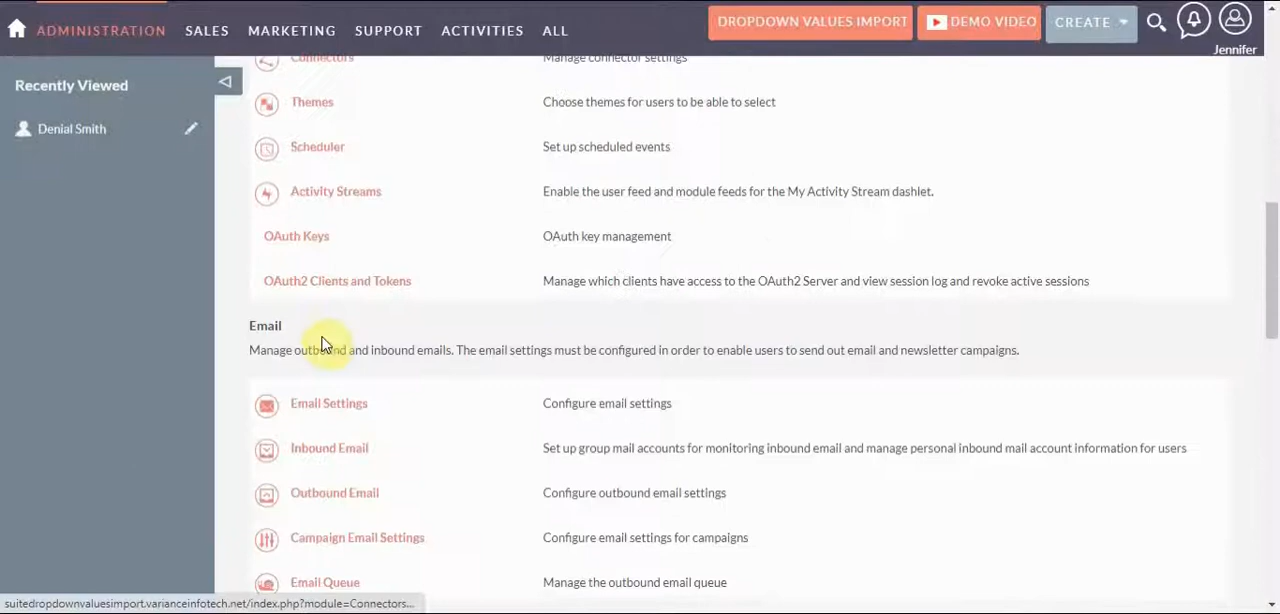 ADMINISTRATION SALES MARKETING SUPPORT ACTIVITIES ALL DROPDOWN VALUES IMPORT DEMO VIDEO CREATE
Jennifer
Recently Viewed
Denial Smith
Connectors Manage connector settings
Themes Choose themes for users to be able to select
Scheduler Set up scheduled events
Activity Streams Enable the user feed and module feeds for the My Activity Stream dashlet.
OAuth Keys OAuth key management
OAuth2 Clients and Tokens Manage which clients have access to the OAuth2 Server and view session log and revoke active sessions
Email
Manage outbound and inbound emails. The email settings must be configured in order to enable users to send out email and newsletter campaigns.
Email Settings Configure email settings
Inbound Email Set up group mail accounts for monitoring inbound email and manage personal inbound mail account information for users
Outbound Email Configure outbound email settings
Campaign Email Settings Configure email settings for campaigns
Email Queue Manage the outbound email queue
suitedropdownvaluesimport.varianceinfotech.net/index.php?module=Connectors...